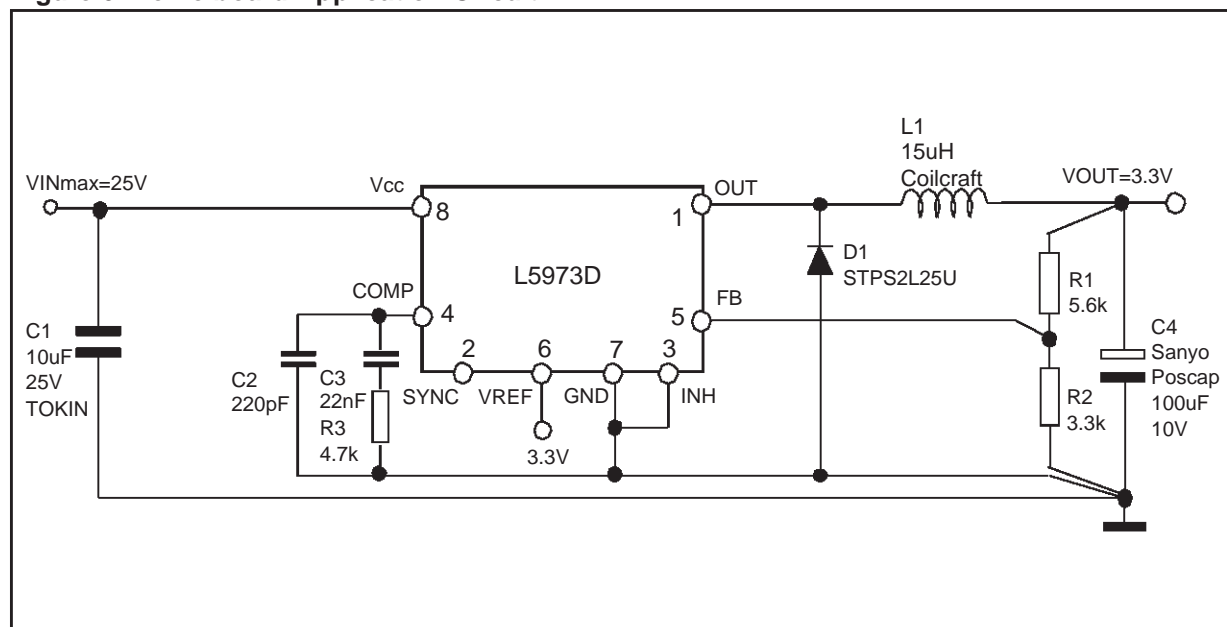 L1
15uH
Coilcraft
VINmax=25V
Vcc
OUT
VOUT=3.3V
8
1
L5973D
D1
STPS2L25U
COMP
FB
R1
5.6k
4
5
C1
10uF
25V
TOKIN
2
6
7
3
C4
Sanyo
Poscap
100uF
10V
C2
220pF
C3
22nF
SYNC
VREF
GND
INH
R2
3.3k
R3
4.7k
3.3V